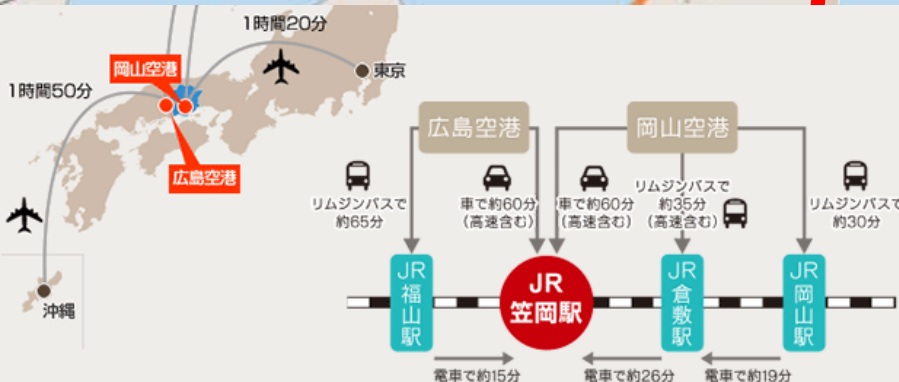 1時間20分
岡山空港
東京
1時間50分
広島空港
沖縄
広島空港
岡山空港
リムジンバスで
約65分
車で約60分
(高速含む)
車で約60分
(高速含む)
リムジンバスで
約35分
(高速含む)
リムジンバスで
約30分
JR
福山駅
JR
笠岡駅
JR
倉敷駅
JR
岡山駅
電車で約15分
電車で約26分
電車で約19分